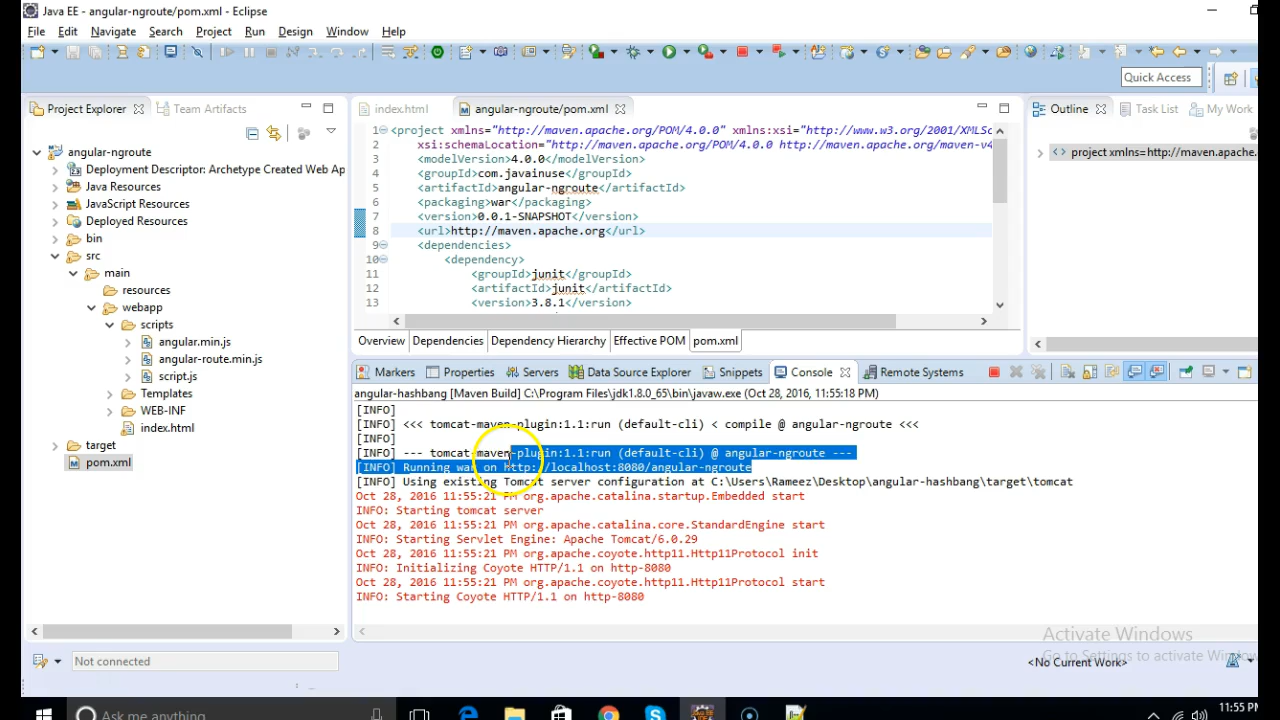 Java EE - angular-ngroute/pom.xml - Eclipse
File Edit Navigate Search Project Run Design Window Help
Quick Access
Project Explorer Team Artifacts
angular-ngroute
Deployment Descriptor: Archetype Created Web Ap
Java Resources
JavaScript Resources
Deployed Resources
bin
src
main
resources
webapp
scripts
angular.min.js
angular-route.min.js
script.js
Templates
WEB-INF
index.html
target
pom.xml
index.html angular-ngroute/pom.xml
1 <project xmlns="http://maven.apache.org/POM/4.0.0" xmlns:xsi="http://www.w3.org/2001/XMLSc
2 xsi:schemaLocation="http://maven.apache.org/POM/4.0.0 http://maven.apache.org/maven-v4
3 <modelVersion>4.0.0</modelVersion>
4 <groupId>com.javainuse</groupId>
5 <artifactId>angular-ngroute</artifactId>
6 <packaging>war</packaging>
7 <version>0.0.1-SNAPSHOT</version>
8 <url>http://maven.apache.org</url>
9 <dependencies>
10 <dependency>
11 <groupId>junit</groupId>
12 <artifactId>junit</artifactId>
13 <version>3.8.1</version>
Overview Dependencies Dependency Hierarchy Effective POM pom.xml
Outline Task List My Work
project xmlns=http://maven.apache.
Markers Properties Servers Data Source Explorer Snippets Console Remote Systems
angular-hashbang [Maven Build] C:\Program Files\jdk1.8.0_65\bin\javaw.exe (Oct 28, 2016, 11:55:18 PM)
[INFO]
[INFO] <<< tomcat-maven-plugin:1.1:run (default-cli) < compile @ angular-ngroute <<<
[INFO]
[INFO] --- tomcat-maven-plugin:1.1:run (default-cli) @ angular-ngroute ---
[INFO] Running war on http://localhost:8080/angular-ngroute
[INFO] Using existing Tomcat server configuration at C:\Users\Rameez\Desktop\angular-hashbang\target\tomcat
Oct 28, 2016 11:55:21 PM org.apache.catalina.startup.Embedded start
INFO: Starting tomcat server
Oct 28, 2016 11:55:21 PM org.apache.catalina.core.StandardEngine start
INFO: Starting Servlet Engine: Apache Tomcat/6.0.29
Oct 28, 2016 11:55:21 PM org.apache.coyote.http11.Http11Protocol init
INFO: Initializing Coyote HTTP/1.1 on http-8080
Oct 28, 2016 11:55:21 PM org.apache.coyote.http11.Http11Protocol start
INFO: Starting Coyote HTTP/1.1 on http-8080
Activate Windows
Go to Settings to activate Windows
Not connected
<No Current Work>
Ask me anything
11:55 PM